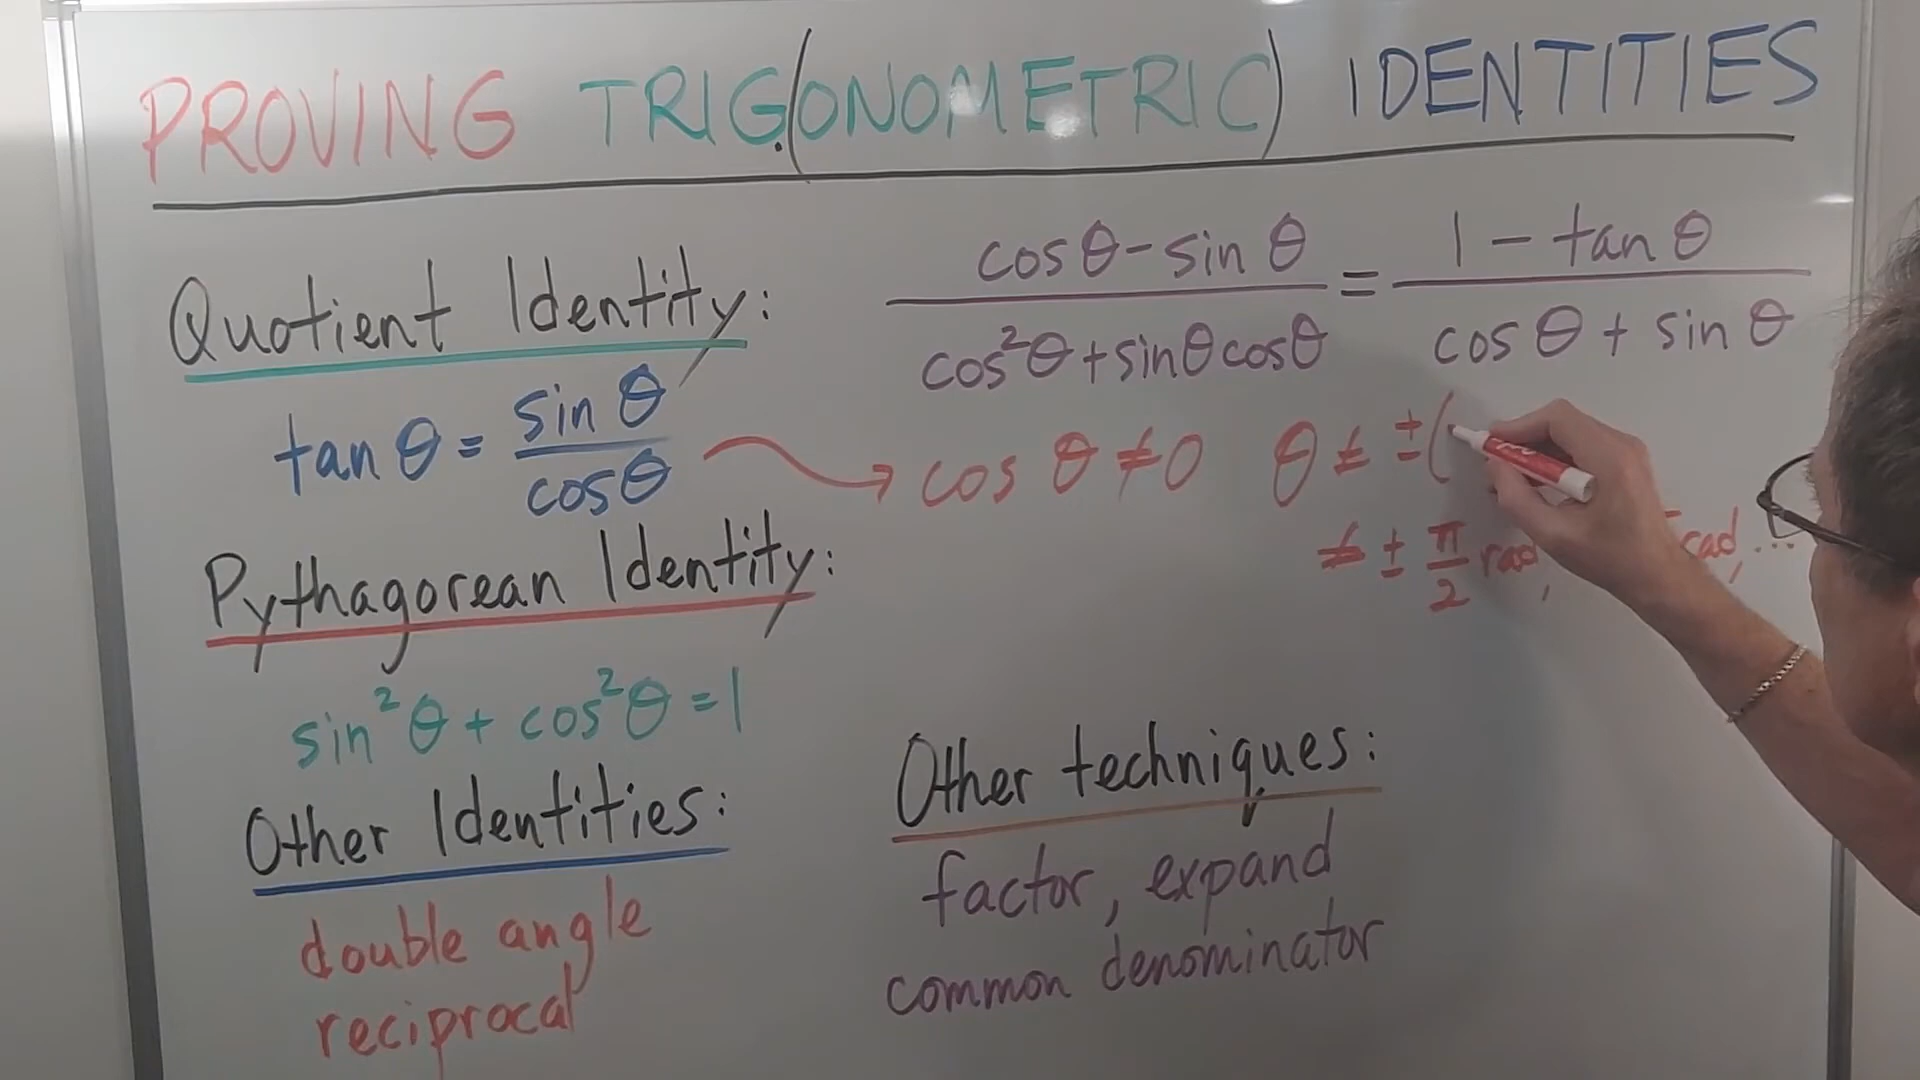 PROVING TRIG.(ONOMETRIC) IDENTITIES
Quotient Identity:
tan θ = sin θ / cos θ
Pythagorean Identity:
sin²θ + cos²θ = 1
Other Identities:
double angle
reciprocal
cos θ - sin θ / cos²θ + sin θ cos θ = 1 - tan θ / cos θ + sin θ
cos θ ≠ 0 θ ≠ ±(
≠ ± π/2 rad, rad, ...
Other techniques:
factor, expand
common denominator